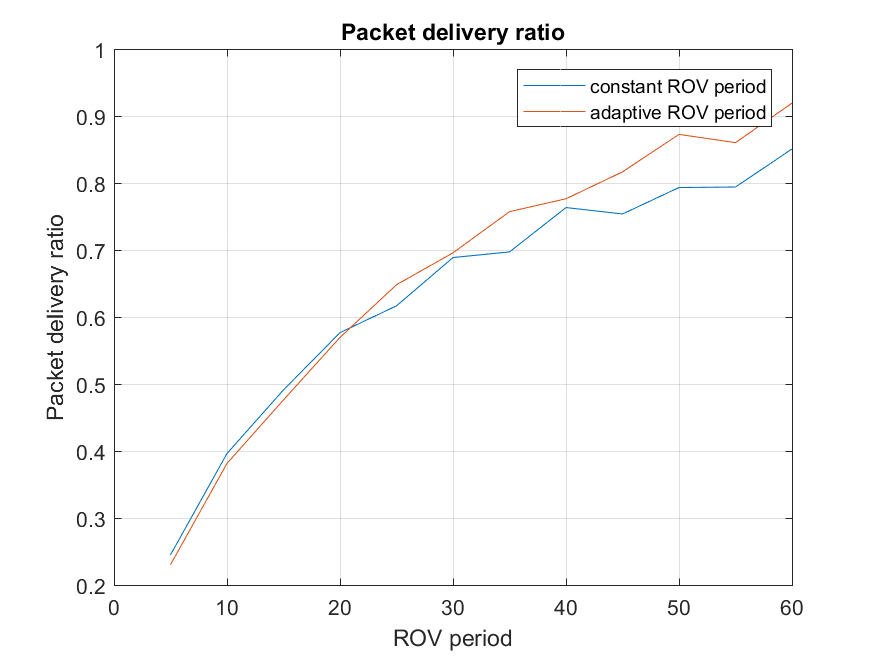 Packet delivery ratio
constant ROV period
adaptive ROV period
Packet delivery ratio
1
0.9
0.8
0.7
0.6
0.5
0.4
0.3
0.2
0 10 20 30 40 50 60
ROV period